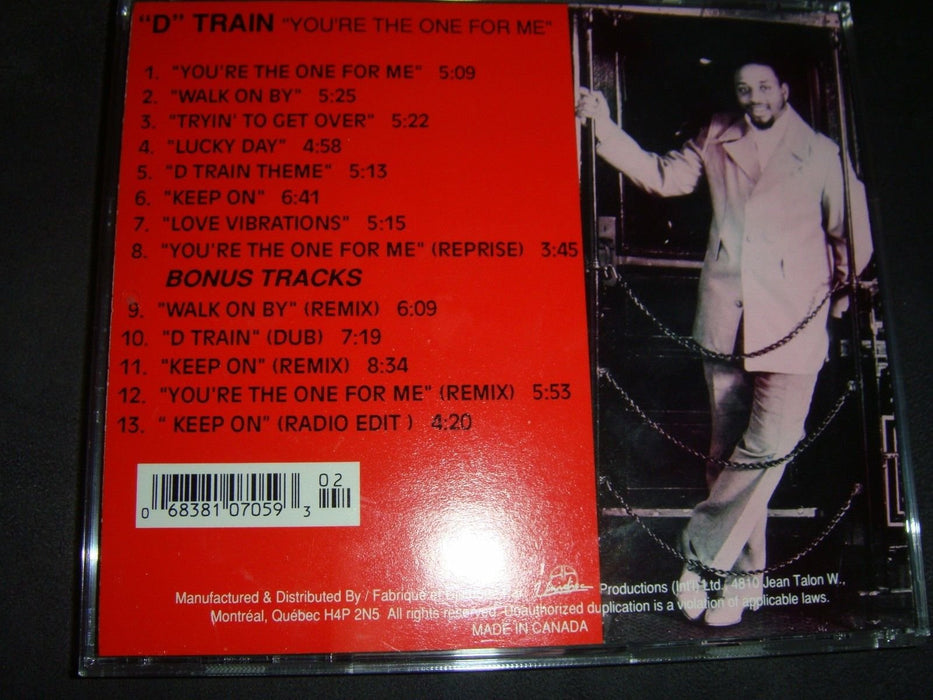 "D" TRAIN "YOU'RE THE ONE FOR ME"
1. "YOU'RE THE ONE FOR ME" 5:09
2. "WALK ON BY" 5:25
3. "TRYIN' TO GET OVER" 5:22
4. "LUCKY DAY" 4:58
5. "D TRAIN THEME" 5:13
6. "KEEP ON" 6:41
7. "LOVE VIBRATIONS" 5:15
8. "YOU'RE THE ONE FOR ME" (REPRISE) 3:45
BONUS TRACKS
9. "WALK ON BY" (REMIX) 6:09
10. "D TRAIN" (DUB) 7:19
11. "KEEP ON" (REMIX) 8:34
12. "YOU'RE THE ONE FOR ME" (REMIX) 5:53
13. " KEEP ON" (RADIO EDIT ) 4:20
02
0 68381 07059 3
Manufactured & Distributed By / Fabriqué et Productions (Int'l) Ltd., 4810 Jean Talon W.,
Montréal, Québec H4P 2N5 All rights reserved. Unauthorized duplication is a violation of applicable laws.
MADE IN CANADA